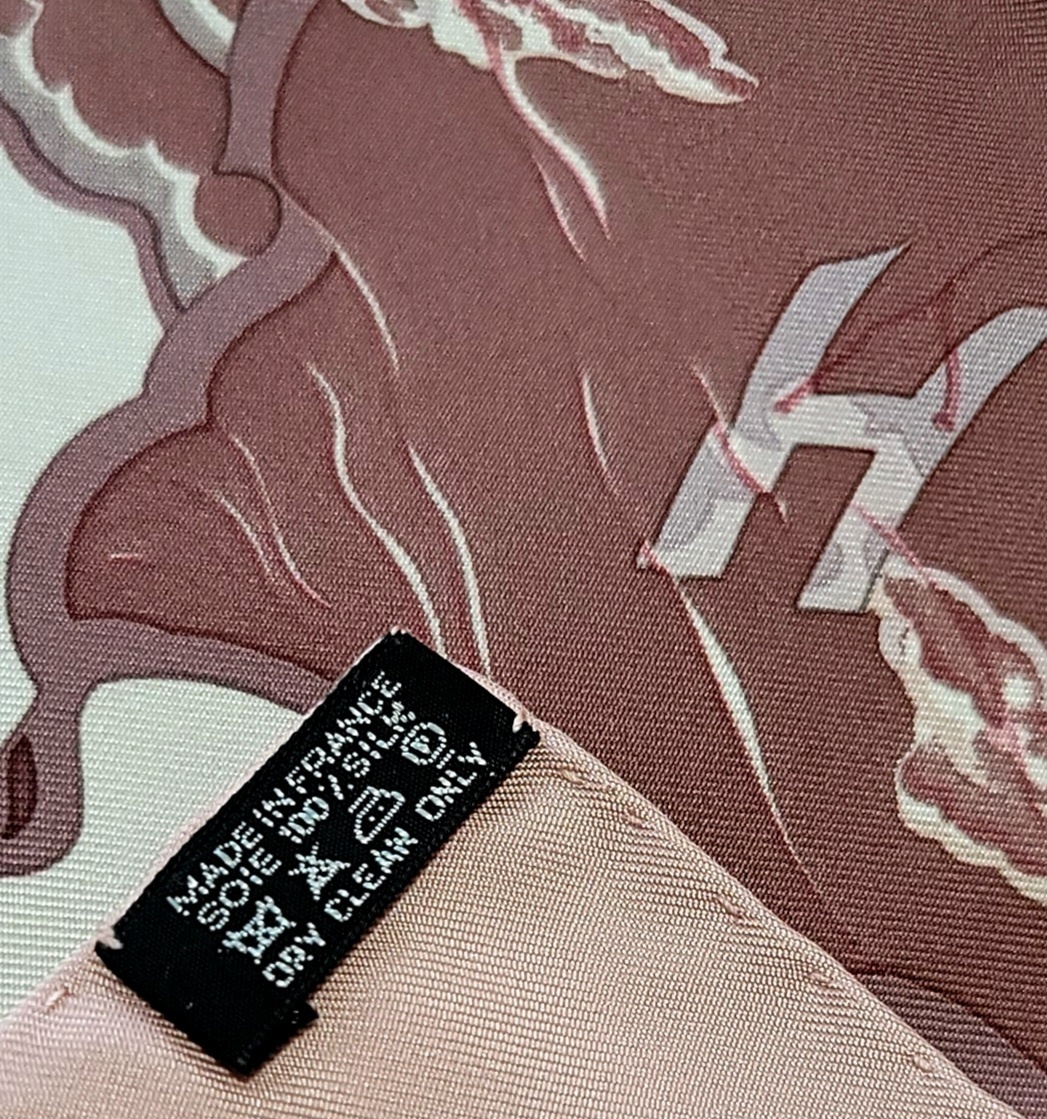 H
MADE IN FRANCE
SOIE 100% SILK
P
DRY CLEAN ONLY